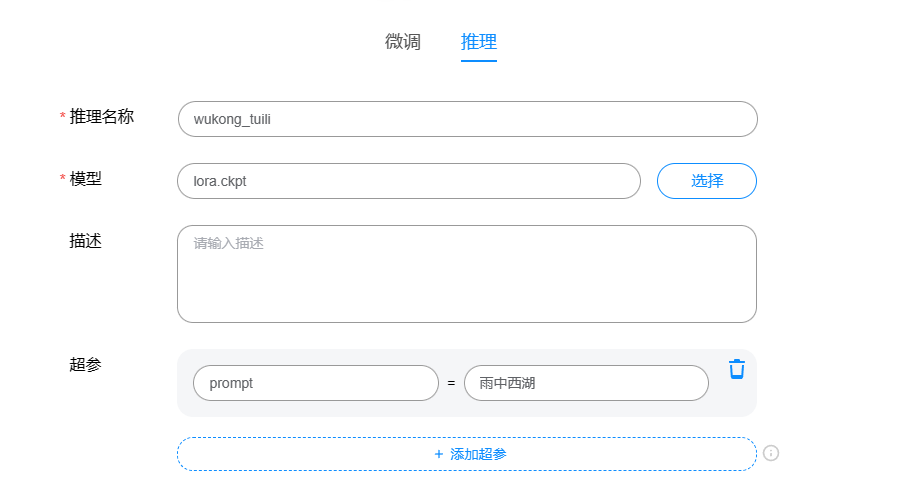 微调 推理
* 推理名称 wukong_tuili
* 模型 lora.ckpt 选择
描述 请输入描述
超参 prompt = 雨中西湖
+ 添加超参